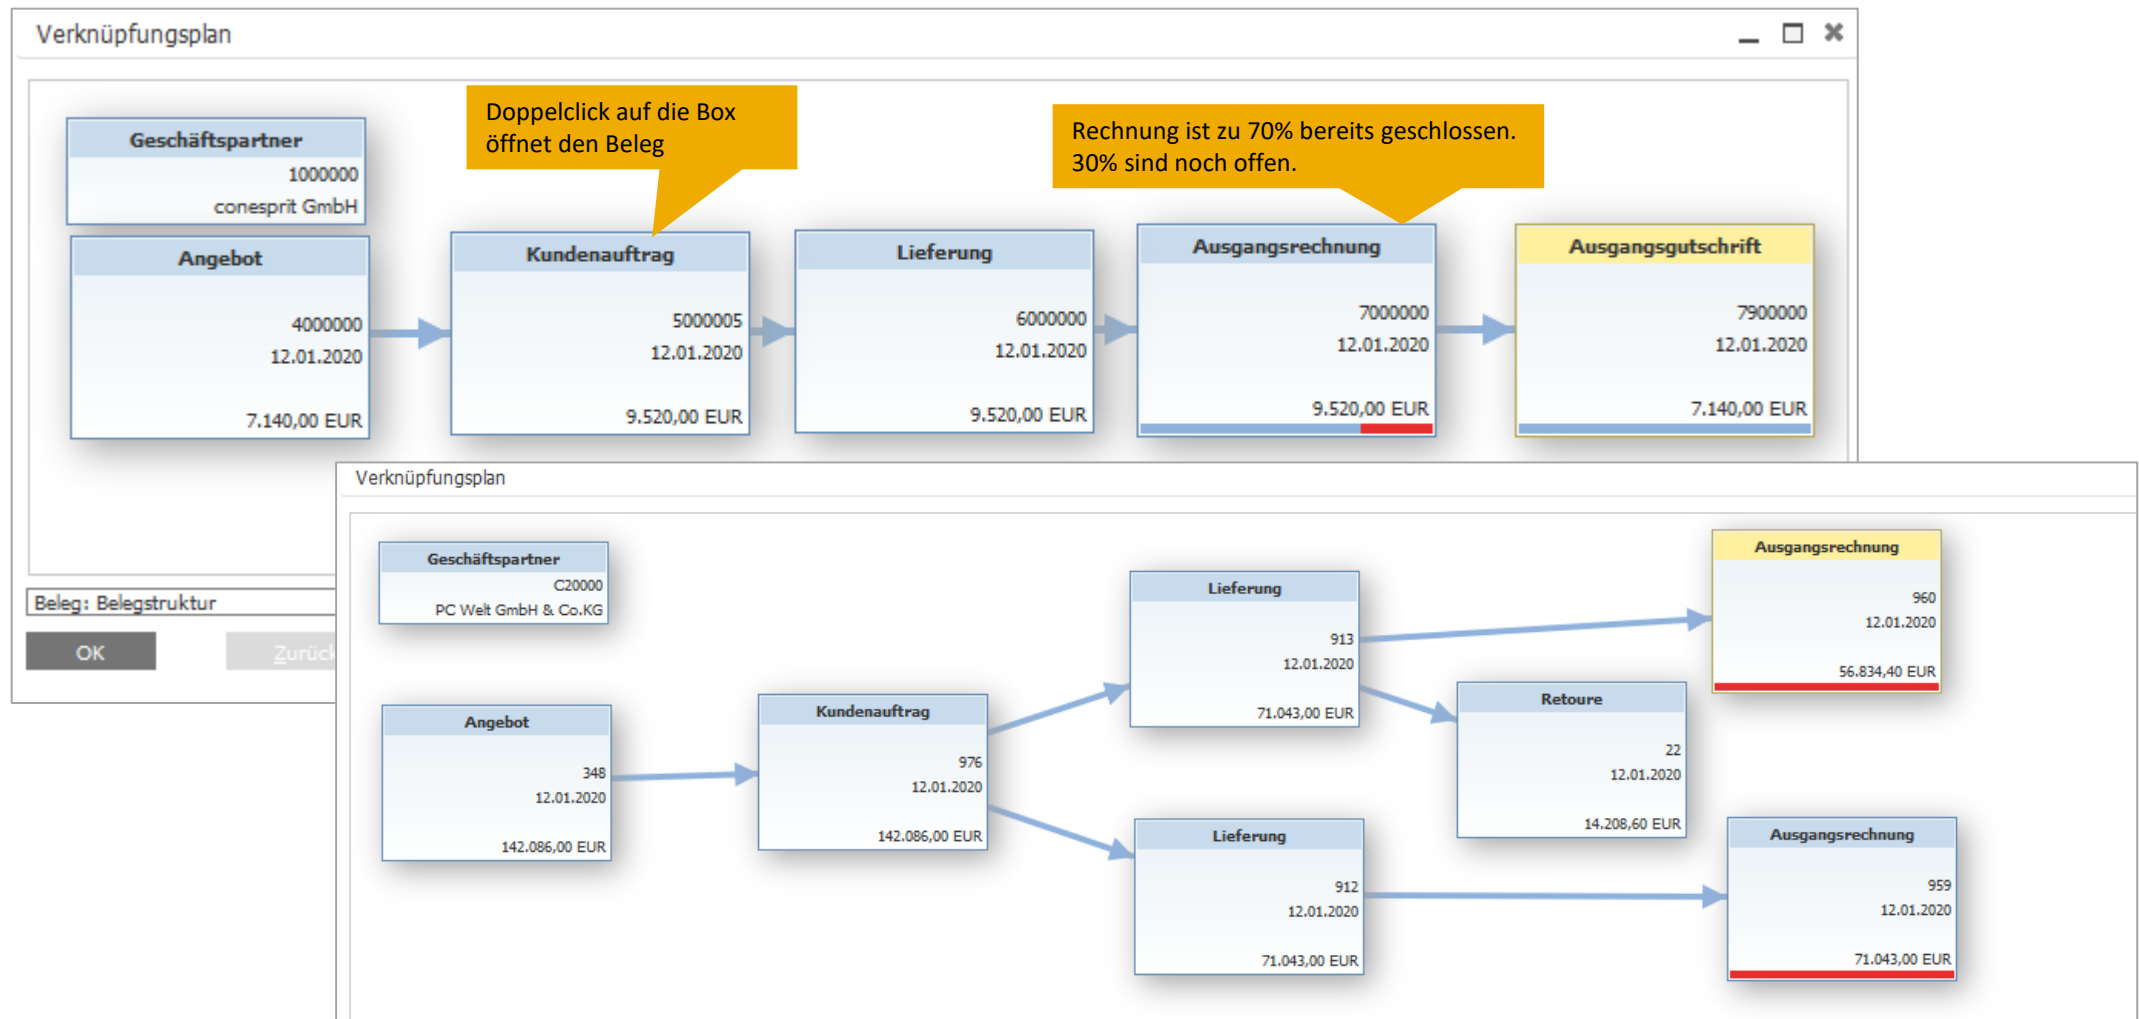 Verknüpfungsplan
Geschäftspartner
1000000
conesprit GmbH
Doppelclick auf die Box
öffnet den Beleg
Rechnung ist zu 70% bereits geschlossen.
30% sind noch offen.
Angebot
4000000
12.01.2020
7.140,00 EUR
Kundenauftrag
5000005
12.01.2020
9.520,00 EUR
Lieferung
6000000
12.01.2020
9.520,00 EUR
Ausgangsrechnung
7000000
12.01.2020
9.520,00 EUR
Ausgangsgutschrift
7900000
12.01.2020
7.140,00 EUR
Beleg: Belegstruktur
OK
Zurück
Verknüpfungsplan
Geschäftspartner
C20000
PC Welt GmbH & Co.KG
Angebot
348
12.01.2020
142.086,00 EUR
Kundenauftrag
976
12.01.2020
142.086,00 EUR
Lieferung
913
12.01.2020
71.043,00 EUR
Ausgangsrechnung
960
12.01.2020
56.834,40 EUR
Retoure
22
12.01.2020
14.208,60 EUR
Lieferung
912
12.01.2020
71.043,00 EUR
Ausgangsrechnung
959
12.01.2020
71.043,00 EUR